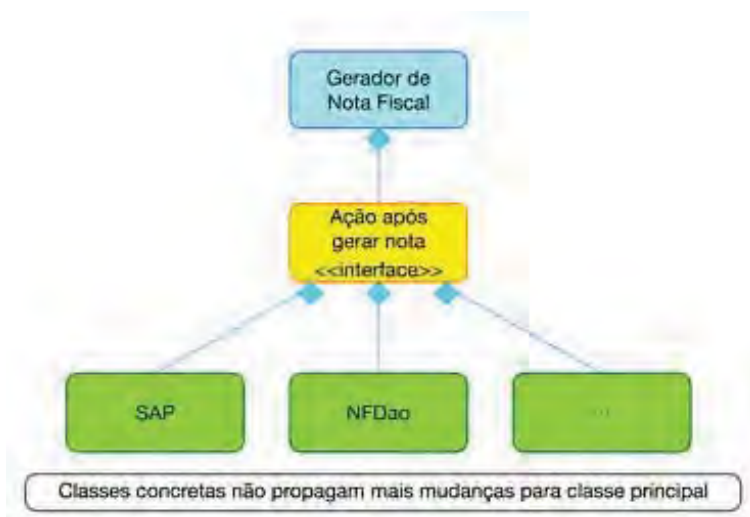 Gerador de
Nota Fiscal
Ação após
gerar nota
<<interface>>
SAP
NFDao
...
Classes concretas não propagam mais mudanças para classe principal